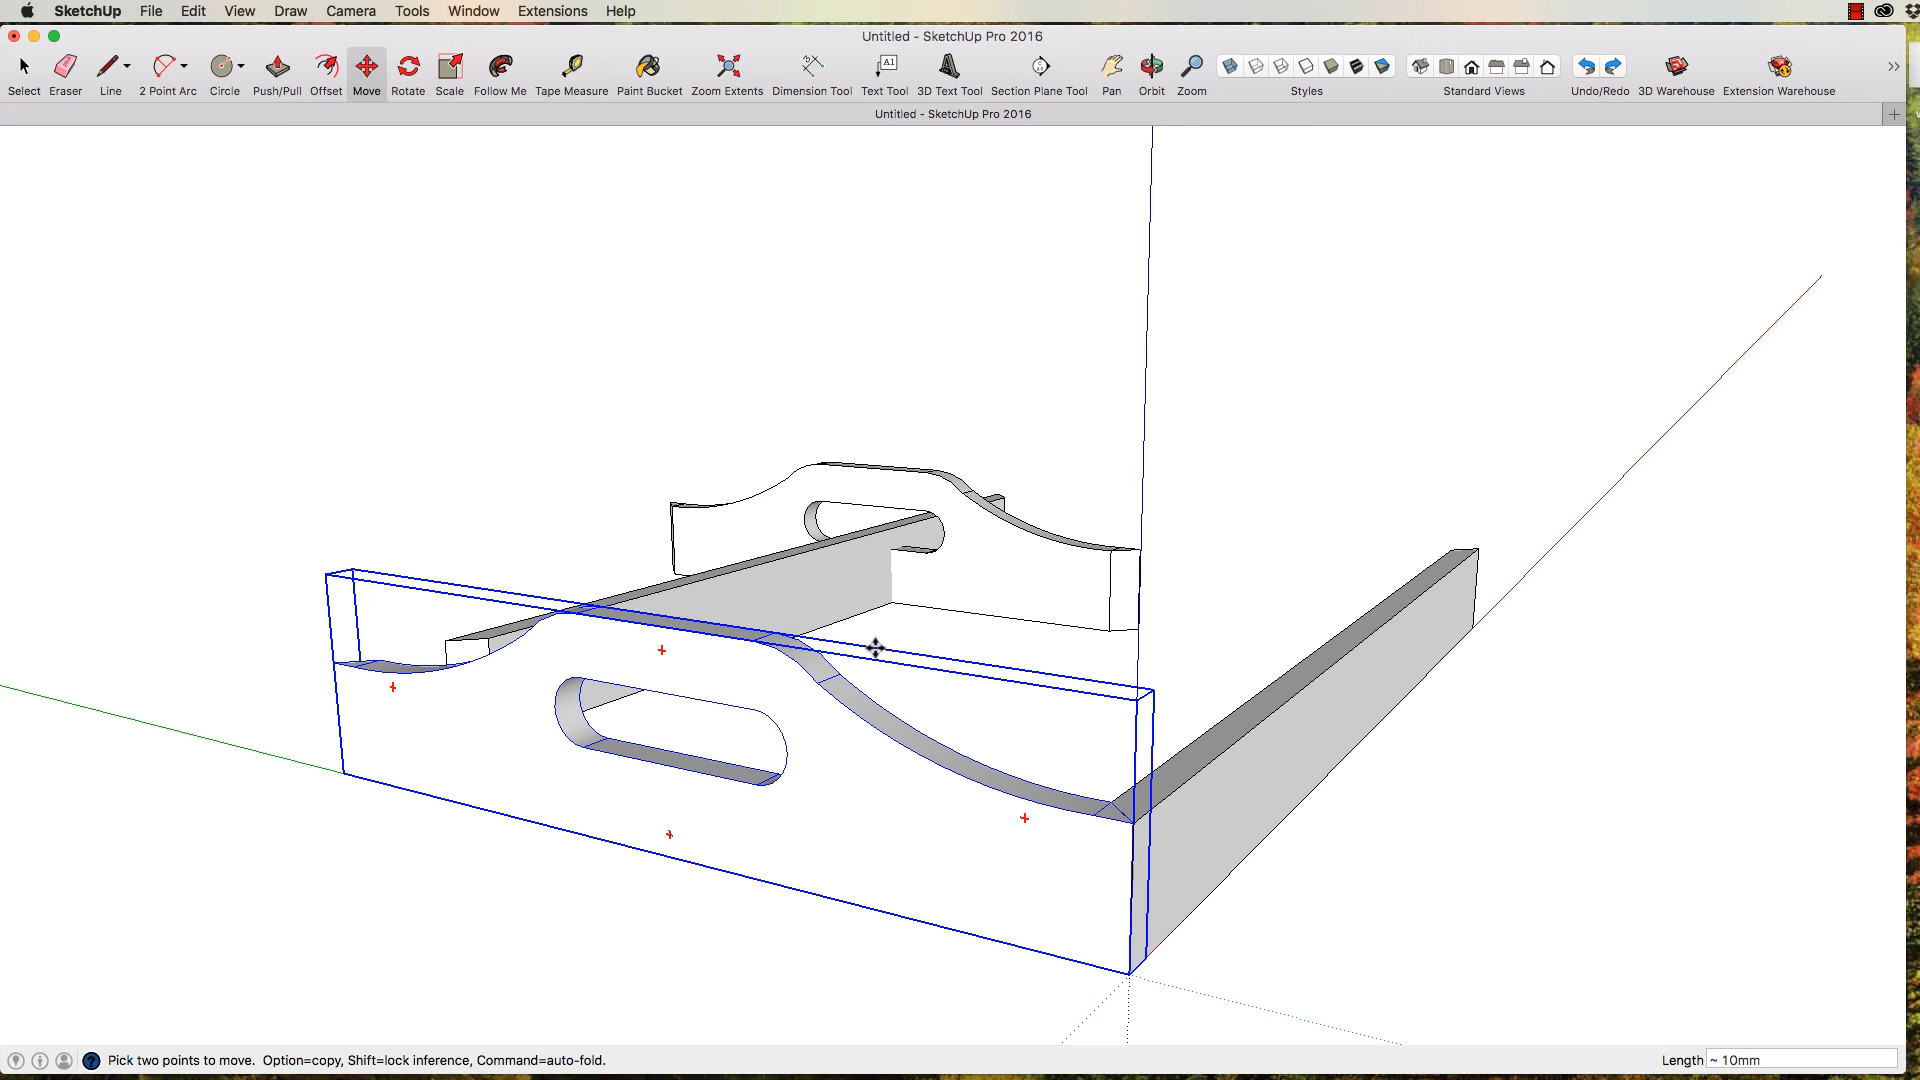 SketchUp File Edit View Draw Camera Tools Window Extensions Help
Untitled - SketchUp Pro 2016
A1
Select Eraser Line 2 Point Arc Circle Push/Pull Offset Move Rotate Scale Follow Me Tape Measure Paint Bucket Zoom Extents Dimension Tool Text Tool 3D Text Tool Section Plane Tool Pan Orbit Zoom Styles Standard Views Undo/Redo 3D Warehouse Extension Warehouse
Untitled - SketchUp Pro 2016
Pick two points to move. Option=copy, Shift=lock inference, Command=auto-fold.
Length ~ 10mm